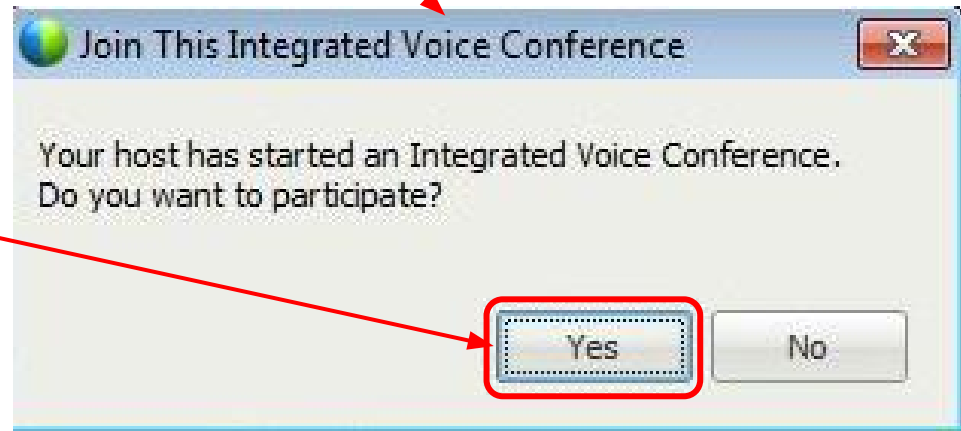 Join This Integrated Voice Conference
Your host has started an Integrated Voice Conference.
Do you want to participate?
Yes No